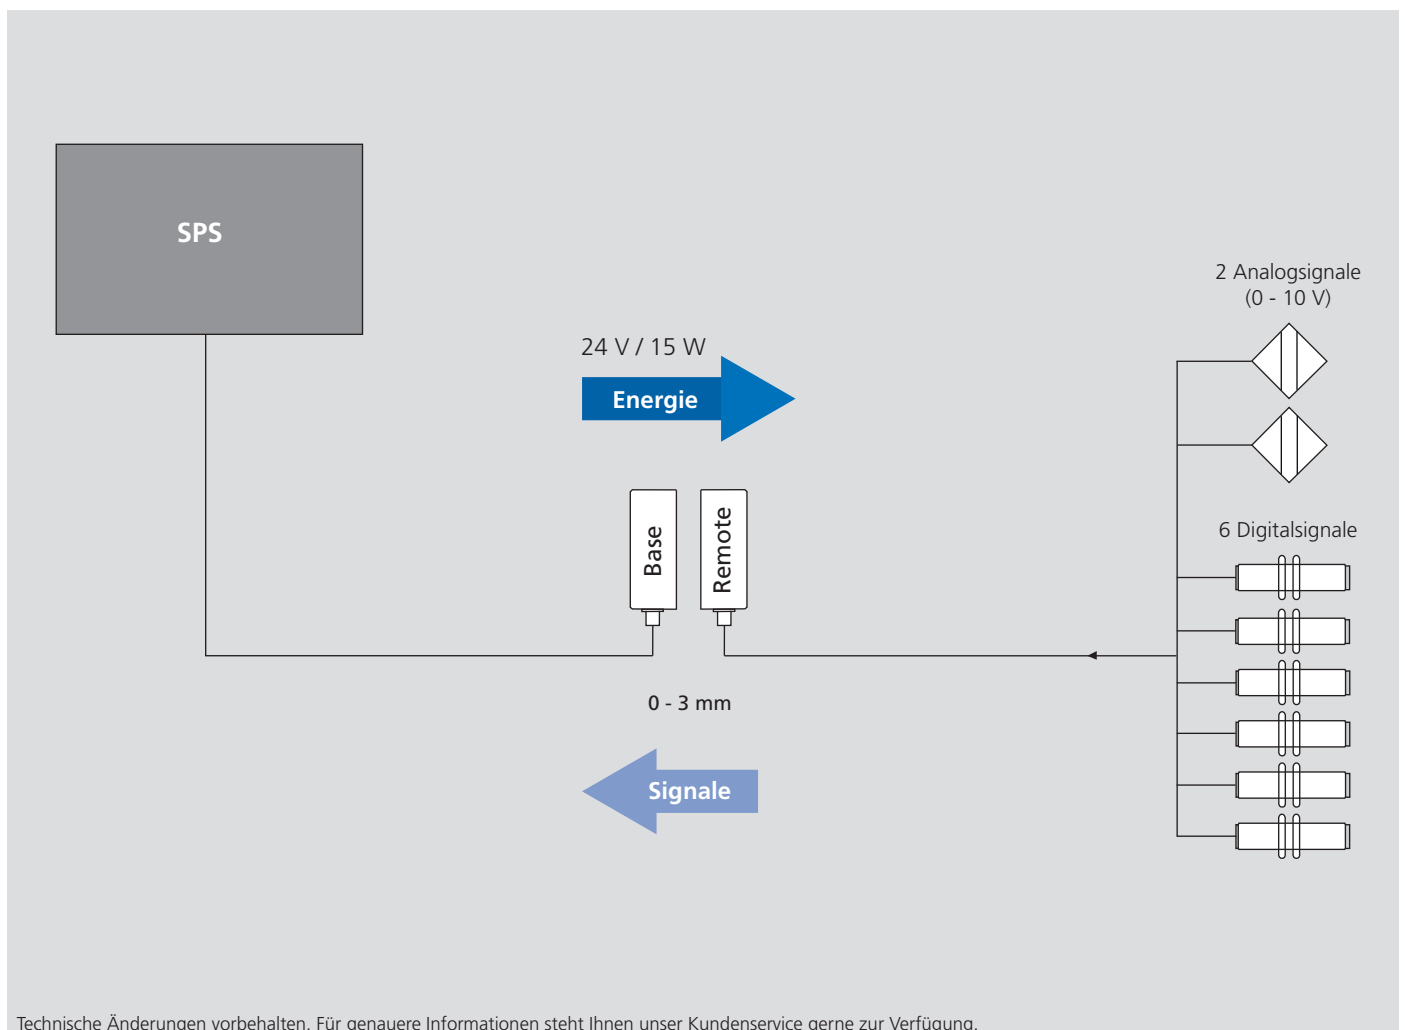 SPS
2 Analogsignale
(0 - 10 V)
24 V / 15 W
Energie
Base
Remote
6 Digitalsignale
0 - 3 mm
Signale
Technische Änderungen vorbehalten. Für genauere Informationen steht Ihnen unser Kundenservice gerne zur Verfügung.